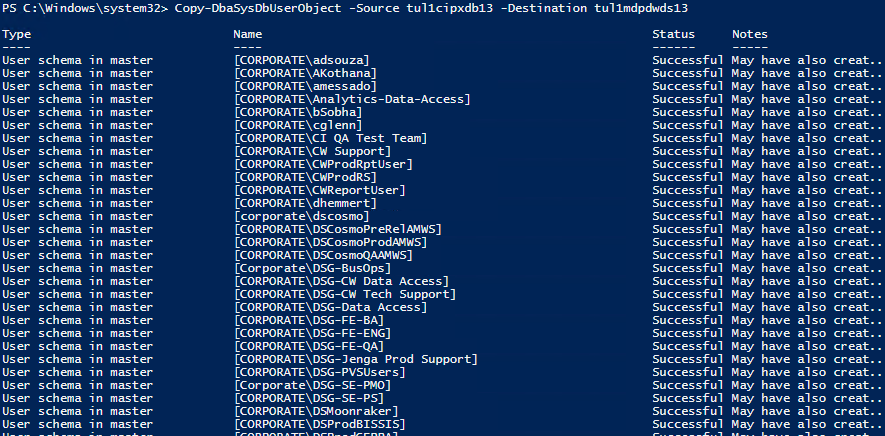 PS C:\Windows\system32> Copy-DbaSysDbUserObject -Source tul1cipxdb13 -Destination tul1mdpdwds13
Type Name Status Notes
---- ---- ------ -----
User schema in master [CORPORATE\adsouza] Successful May have also creat...
User schema in master [CORPORATE\AKothana] Successful May have also creat...
User schema in master [CORPORATE\amessado] Successful May have also creat...
User schema in master [CORPORATE\Analytics-Data-Access] Successful May have also creat...
User schema in master [CORPORATE\bSobha] Successful May have also creat...
User schema in master [CORPORATE\cglenn] Successful May have also creat...
User schema in master [CORPORATE\CI QA Test Team] Successful May have also creat...
User schema in master [CORPORATE\CW Support] Successful May have also creat...
User schema in master [CORPORATE\CWProdRptUser] Successful May have also creat...
User schema in master [CORPORATE\CWProdRS] Successful May have also creat...
User schema in master [CORPORATE\CWReportUser] Successful May have also creat...
User schema in master [CORPORATE\dhemmert] Successful May have also creat...
User schema in master [corporate\dscosmo] Successful May have also creat...
User schema in master [CORPORATE\DSCosmoPreRelAMWS] Successful May have also creat...
User schema in master [CORPORATE\DSCosmoProdAMWS] Successful May have also creat...
User schema in master [CORPORATE\DSCosmoQAAMWS] Successful May have also creat...
User schema in master [Corporate\DSG-BusOps] Successful May have also creat...
User schema in master [CORPORATE\DSG-CW Data Access] Successful May have also creat...
User schema in master [CORPORATE\DSG-CW Tech Support] Successful May have also creat...
User schema in master [CORPORATE\DSG-Data Access] Successful May have also creat...
User schema in master [CORPORATE\DSG-FE-BA] Successful May have also creat...
User schema in master [CORPORATE\DSG-FE-ENG] Successful May have also creat...
User schema in master [CORPORATE\DSG-FE-QA] Successful May have also creat...
User schema in master [CORPORATE\DSG-Jenga Prod Support] Successful May have also creat...
User schema in master [CORPORATE\DSG-PVSUsers] Successful May have also creat...
User schema in master [Corporate\DSG-SE-PMO] Successful May have also creat...
User schema in master [CORPORATE\DSG-SE-PS] Successful May have also creat...
User schema in master [CORPORATE\DSMoonraker] Successful May have also creat...
User schema in master [CORPORATE\DSProdBISSIS] Successful May have also creat...